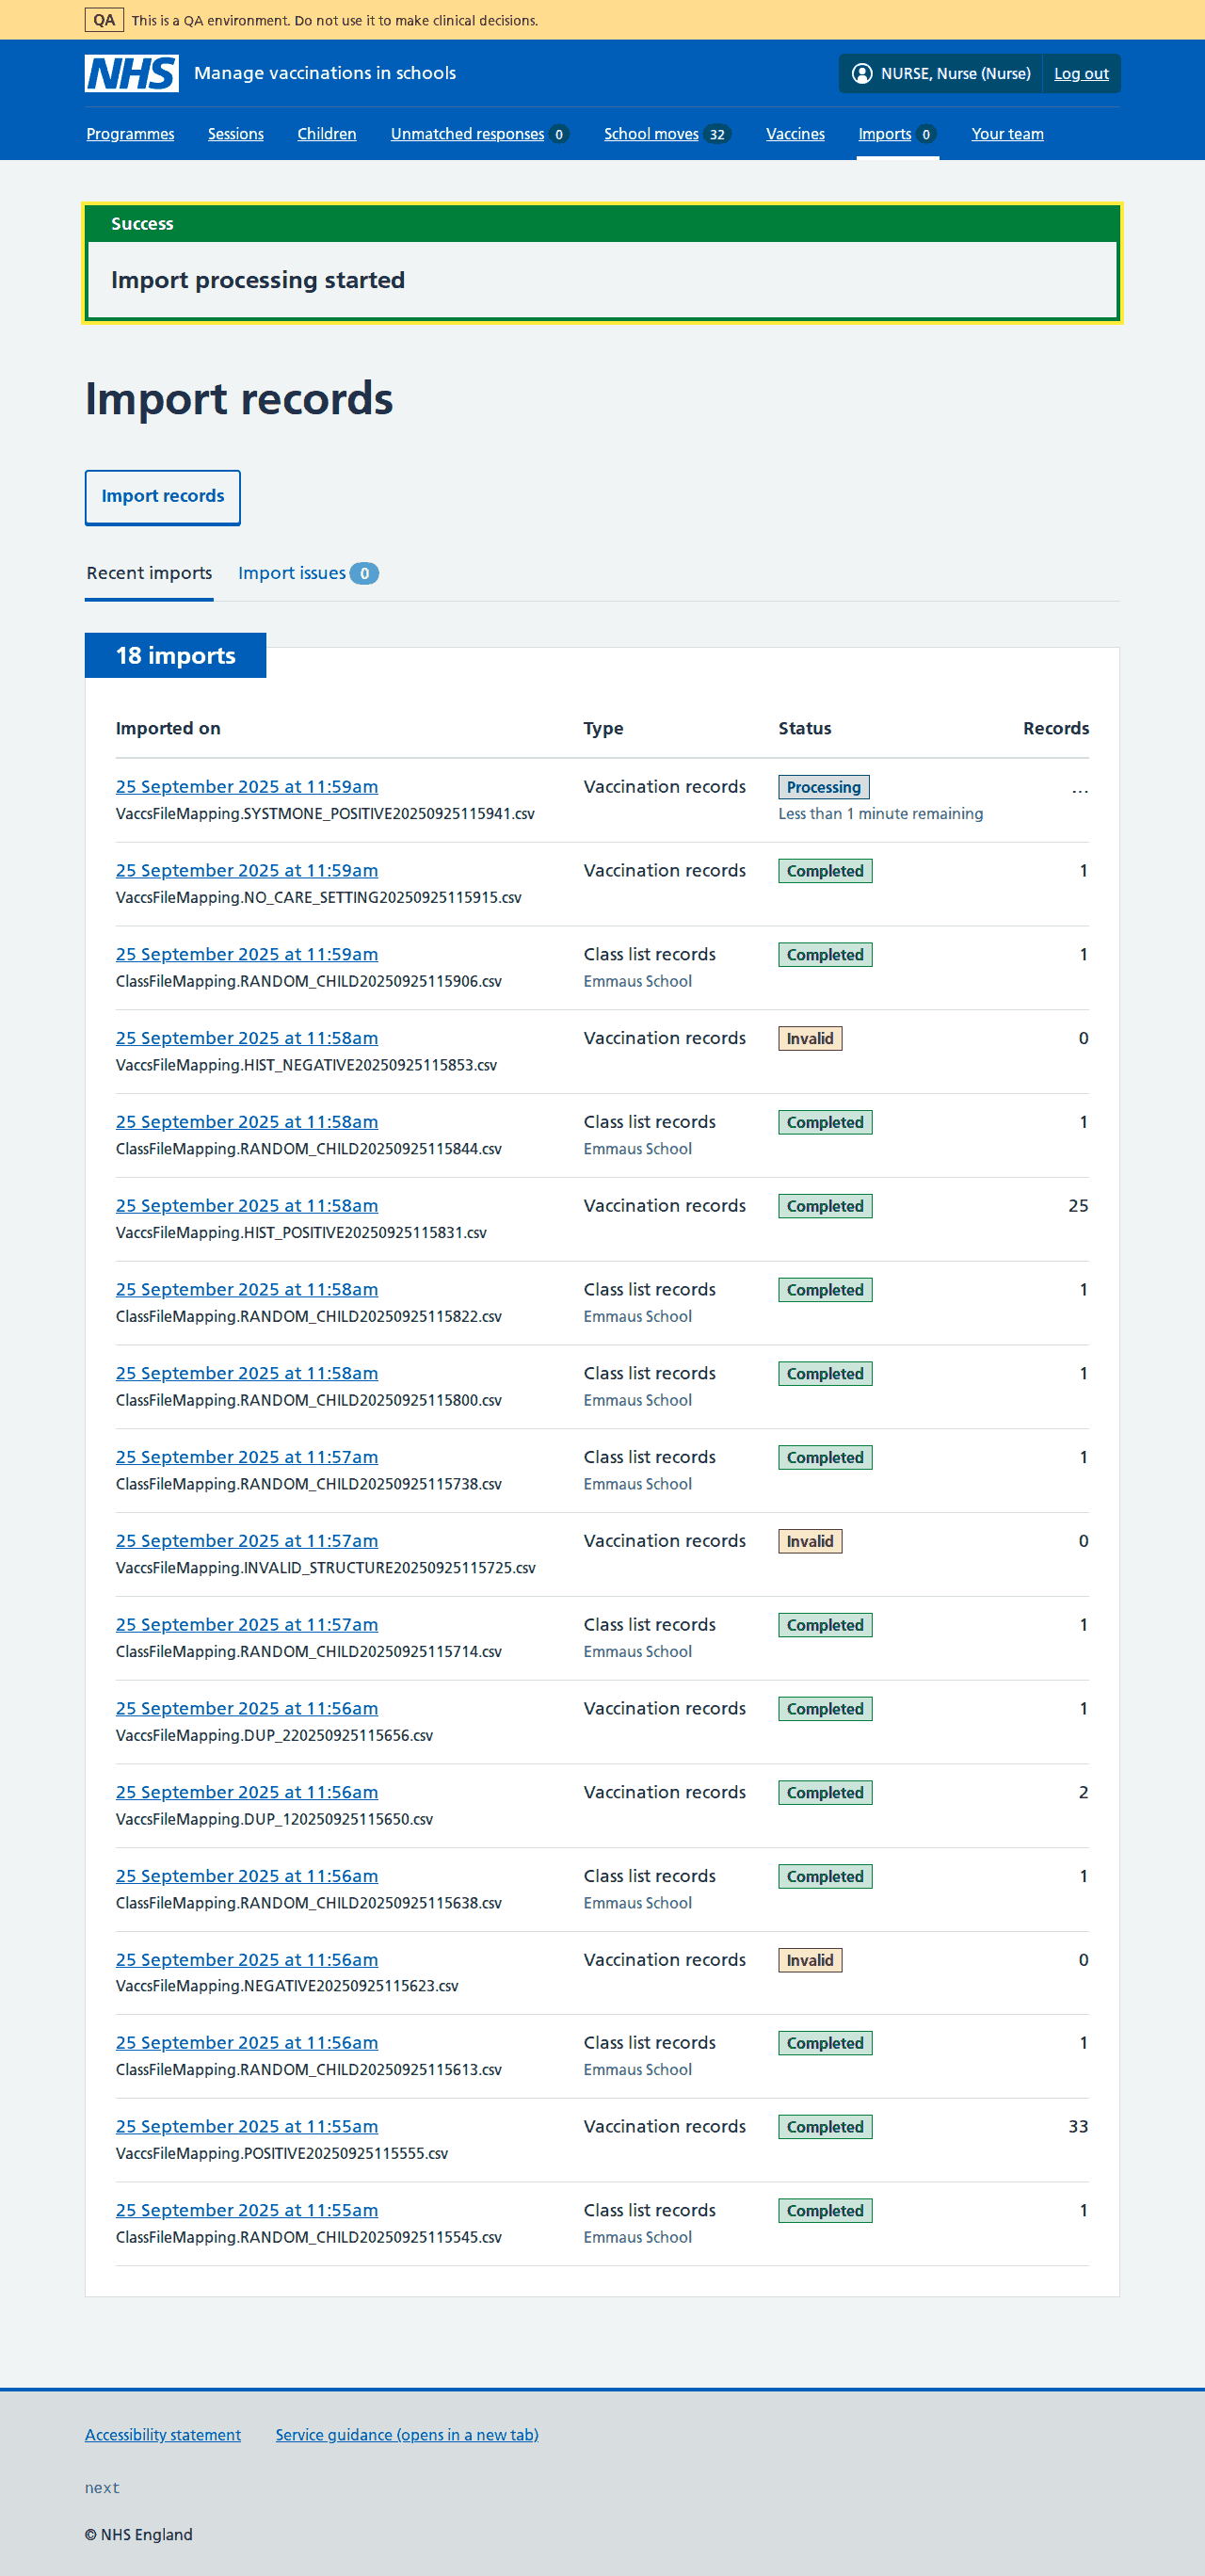 QA This is a QA environment. Do not use it to make clinical decisions.
NHS Manage vaccinations in schools NURSE, Nurse (Nurse) Log out
Programmes Sessions Children Unmatched responses 0 School moves 32 Vaccines Imports 0 Your team
Success
Import processing started
Import records
Import records
Recent imports Import issues 0
18 imports
Imported on Type Status Records
25 September 2025 at 11:59am Vaccination records Processing ...
VaccsFileMapping.SYSTMONE_POSITIVE20250925115941.csv Less than 1 minute remaining
25 September 2025 at 11:59am Vaccination records Completed 1
VaccsFileMapping.NO_CARE_SETTING20250925115915.csv
25 September 2025 at 11:59am Class list records Completed 1
ClassFileMapping.RANDOM_CHILD20250925115906.csv Emmaus School
25 September 2025 at 11:58am Vaccination records Invalid 0
VaccsFileMapping.HIST_NEGATIVE20250925115853.csv
25 September 2025 at 11:58am Class list records Completed 1
ClassFileMapping.RANDOM_CHILD20250925115844.csv Emmaus School
25 September 2025 at 11:58am Vaccination records Completed 25
VaccsFileMapping.HIST_POSITIVE20250925115831.csv
25 September 2025 at 11:58am Class list records Completed 1
ClassFileMapping.RANDOM_CHILD20250925115822.csv Emmaus School
25 September 2025 at 11:58am Class list records Completed 1
ClassFileMapping.RANDOM_CHILD20250925115800.csv Emmaus School
25 September 2025 at 11:57am Class list records Completed 1
ClassFileMapping.RANDOM_CHILD20250925115738.csv Emmaus School
25 September 2025 at 11:57am Vaccination records Invalid 0
VaccsFileMapping.INVALID_STRUCTURE20250925115725.csv
25 September 2025 at 11:57am Class list records Completed 1
ClassFileMapping.RANDOM_CHILD20250925115714.csv Emmaus School
25 September 2025 at 11:56am Vaccination records Completed 1
VaccsFileMapping.DUP_220250925115656.csv
25 September 2025 at 11:56am Vaccination records Completed 2
VaccsFileMapping.DUP_120250925115650.csv
25 September 2025 at 11:56am Class list records Completed 1
ClassFileMapping.RANDOM_CHILD20250925115638.csv Emmaus School
25 September 2025 at 11:56am Vaccination records Invalid 0
VaccsFileMapping.NEGATIVE20250925115623.csv
25 September 2025 at 11:56am Class list records Completed 1
ClassFileMapping.RANDOM_CHILD20250925115613.csv Emmaus School
25 September 2025 at 11:55am Vaccination records Completed 33
VaccsFileMapping.POSITIVE20250925115555.csv
25 September 2025 at 11:55am Class list records Completed 1
ClassFileMapping.RANDOM_CHILD20250925115545.csv Emmaus School
Accessibility statement Service guidance (opens in a new tab)
next
© NHS England